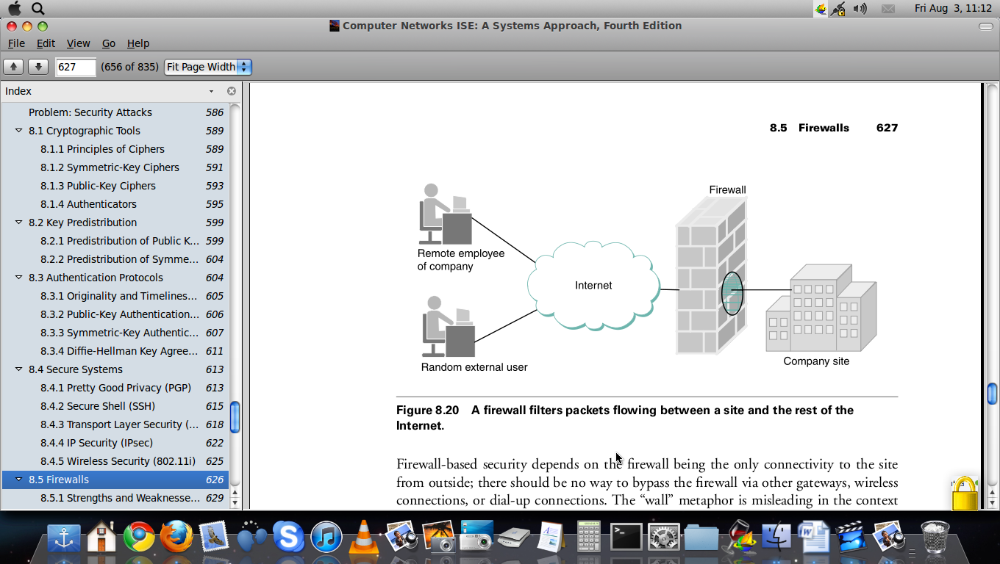 Fri Aug 3, 11:12
Computer Networks ISE: A Systems Approach, Fourth Edition
File Edit View Go Help
627 (656 of 835) Fit Page Width
Index
Problem: Security Attacks 586
8.1 Cryptographic Tools 589
8.1.1 Principles of Ciphers 589
8.1.2 Symmetric-Key Ciphers 591
8.1.3 Public-Key Ciphers 593
8.1.4 Authenticators 595
8.2 Key Predistribution 599
8.2.1 Predistribution of Public K... 599
8.2.2 Predistribution of Symme... 604
8.3 Authentication Protocols 604
8.3.1 Originality and Timelines... 605
8.3.2 Public-Key Authentication... 606
8.3.3 Symmetric-Key Authentic... 607
8.3.4 Diffie-Hellman Key Agree... 611
8.4 Secure Systems 613
8.4.1 Pretty Good Privacy (PGP) 613
8.4.2 Secure Shell (SSH) 615
8.4.3 Transport Layer Security (... 618
8.4.4 IP Security (IPsec) 622
8.4.5 Wireless Security (802.11i) 625
8.5 Firewalls 626
8.5.1 Strengths and Weaknesse... 629
8.5 Firewalls 627
Firewall
Remote employee
of company
Internet
Random external user
Company site
Figure 8.20 A firewall filters packets flowing between a site and the rest of the
Internet.
Firewall-based security depends on the firewall being the only connectivity to the site
from outside; there should be no way to bypass the firewall via other gateways, wireless
connections, or dial-up connections. The “wall” metaphor is misleading in the context